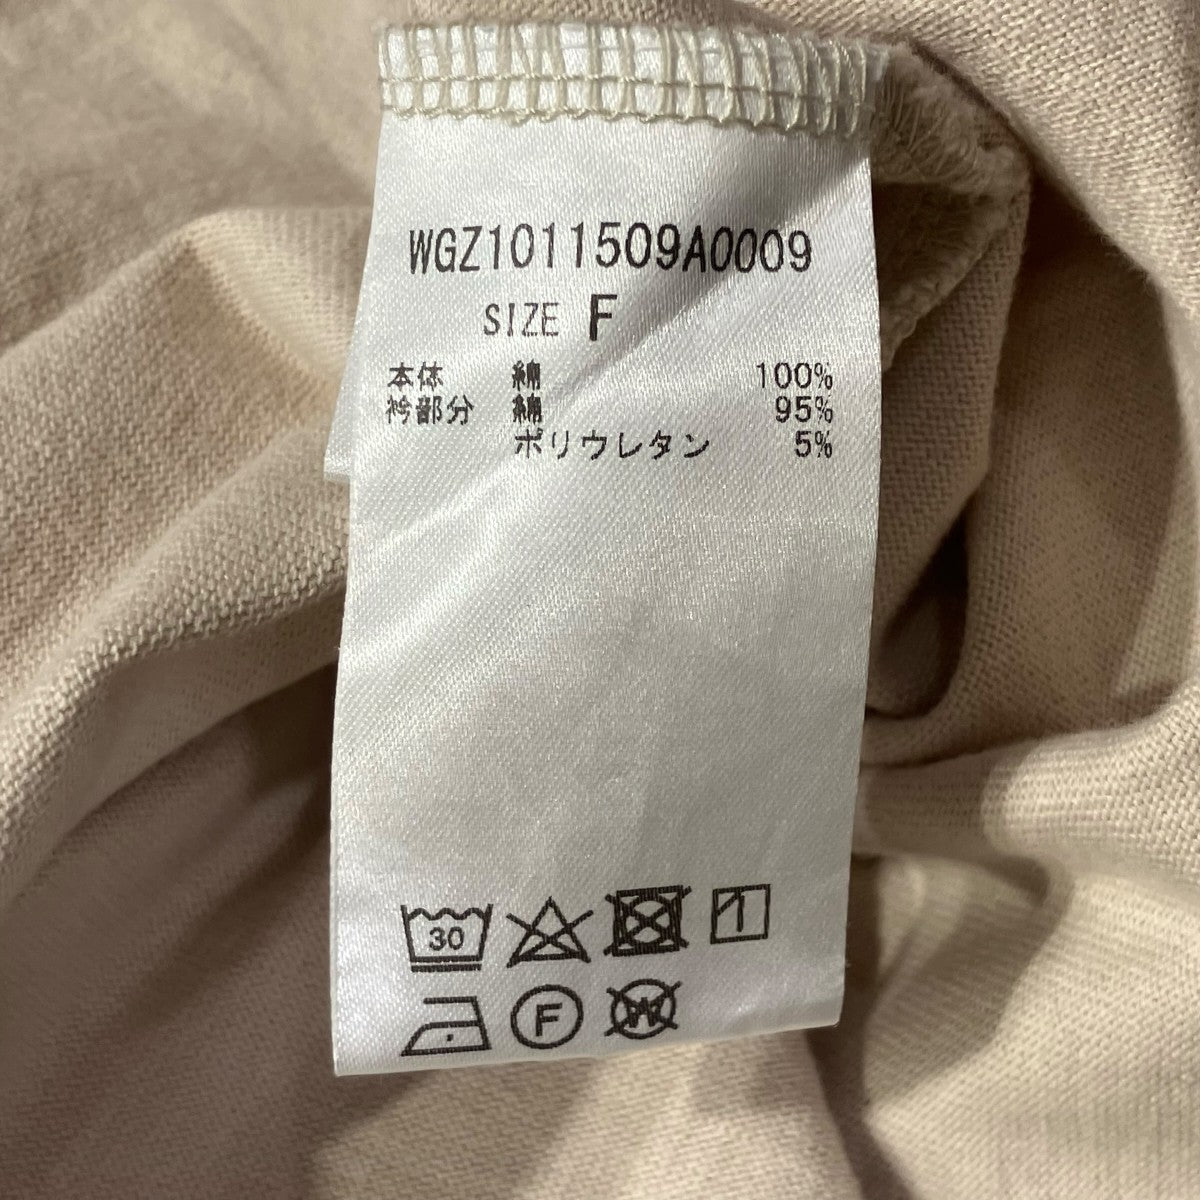 WGZ1011509A0009
SIZE F
本体 綿 100%
衿部分 綿 95%
ポリウレタン 5%
30
F W